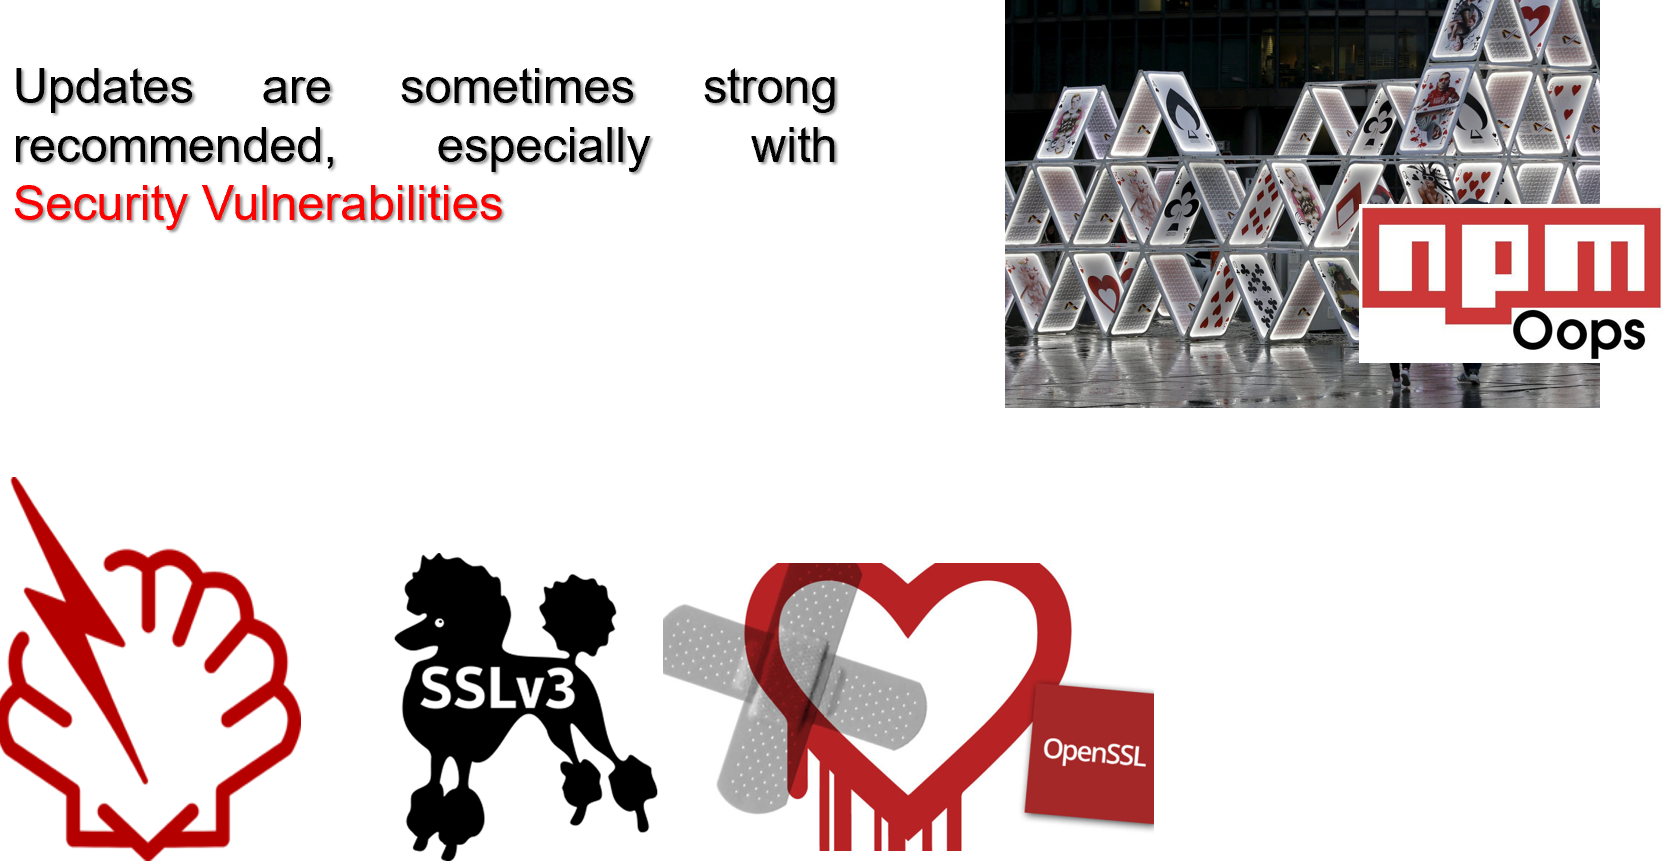 Updates are sometimes strong
recommended, especially with
Security Vulnerabilities
npm
Oops
SSLv3
OpenSSL